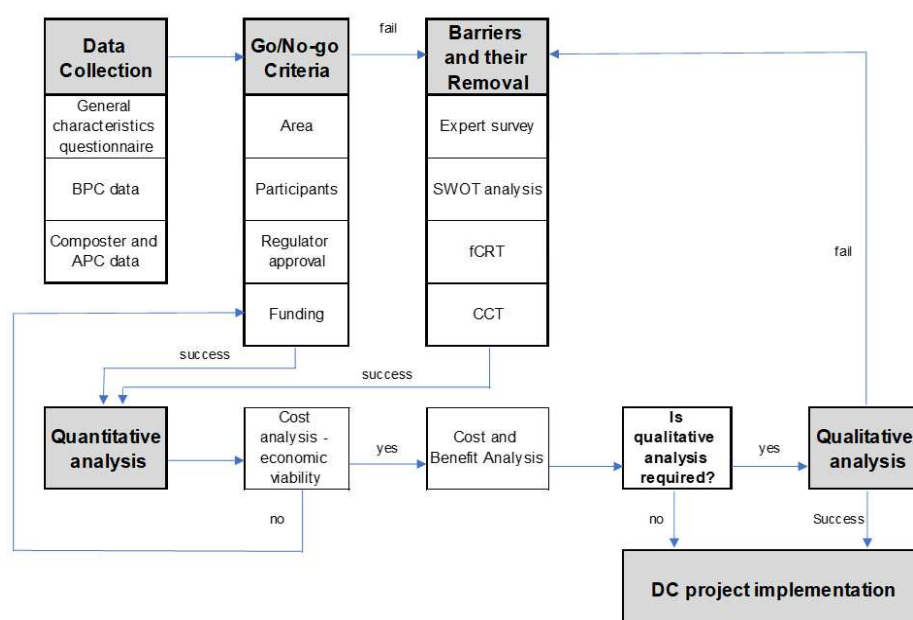 Data
Collection
General
characteristics
questionnaire
BPC data
Composter and
APC data
Go/No-go
Criteria
Area
Participants
Regulator
approval
Funding
fail
Barriers
and their
Removal
Expert survey
SWOT analysis
fCRT
CCT
fail
success
success
Quantitative
analysis
Cost
analysis -
economic
viability
yes
no
Cost and
Benefit Analysis
Is
qualitative
analysis
required?
yes
no
Qualitative
analysis
Success
DC project implementation